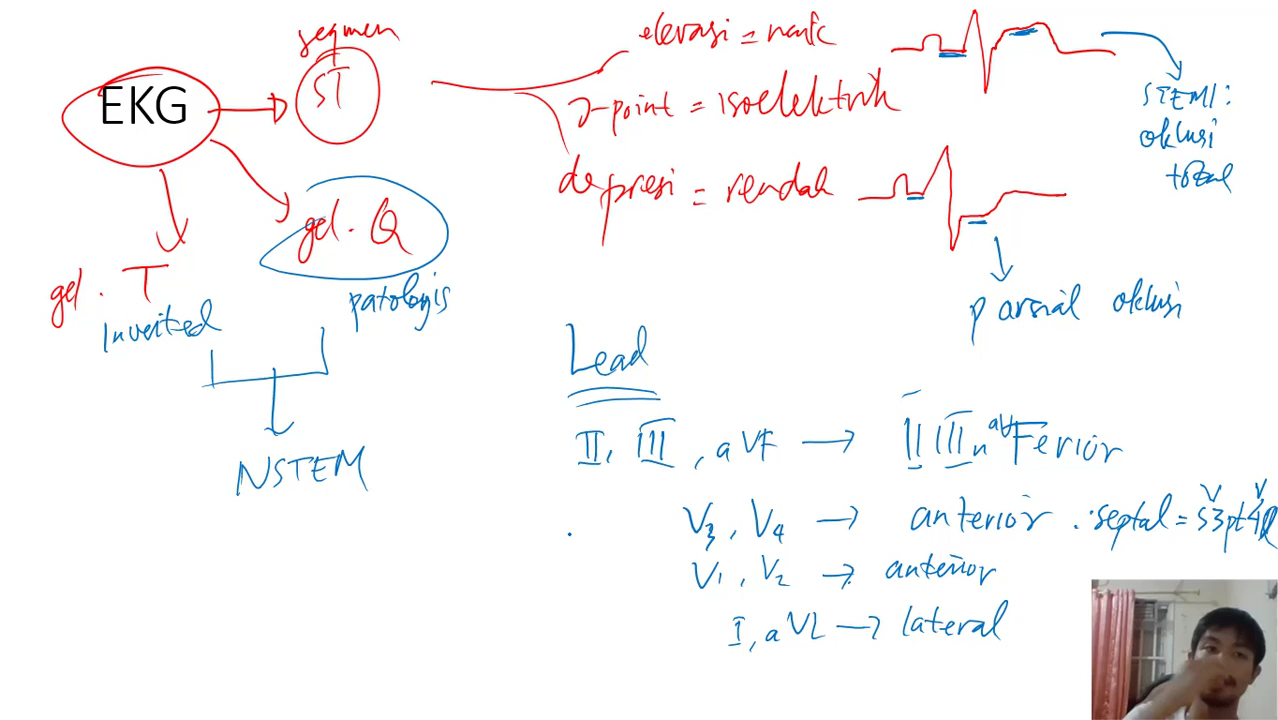 EKG
segmen
ST
gel. Q
patologis
gel. T
inverted
NSTEM
elevasi = naik
J-point = isoelektrik
depresi = rendah
STEMI:
oklusi
total
parsial oklusi
Lead
II, III, aVF → II III n aVFerior
V3, V4 → anterior . septal =
V1, V2 → anterior
I, aVL → lateral